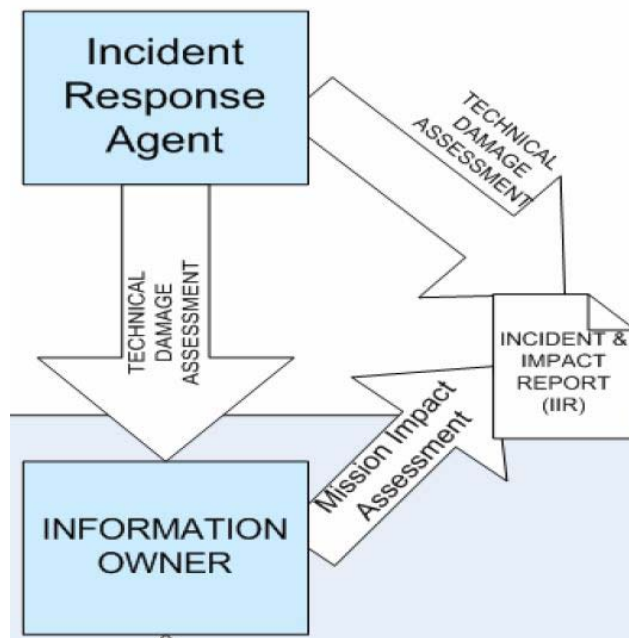 Incident
Response
Agent
TECHNICAL
DAMAGE
ASSESSMENT
TECHNICAL
DAMAGE
ASSESSMENT
INCIDENT &
IMPACT
REPORT
(IIR)
Mission Impact
Assessment
INFORMATION
OWNER